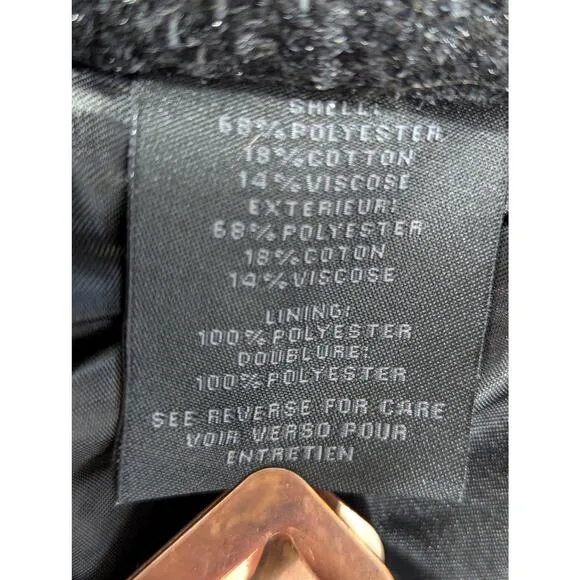 SHELL:
68% POLYESTER
18% COTTON
14% VISCOSE
EXTERIEUR:
68% POLYESTER
18% COTON
14% VISCOSE
LINING:
100% POLYESTER
DOUBLURE:
100% POLYESTER
SEE REVERSE FOR CARE
VOIR VERSO POUR
ENTRETIEN